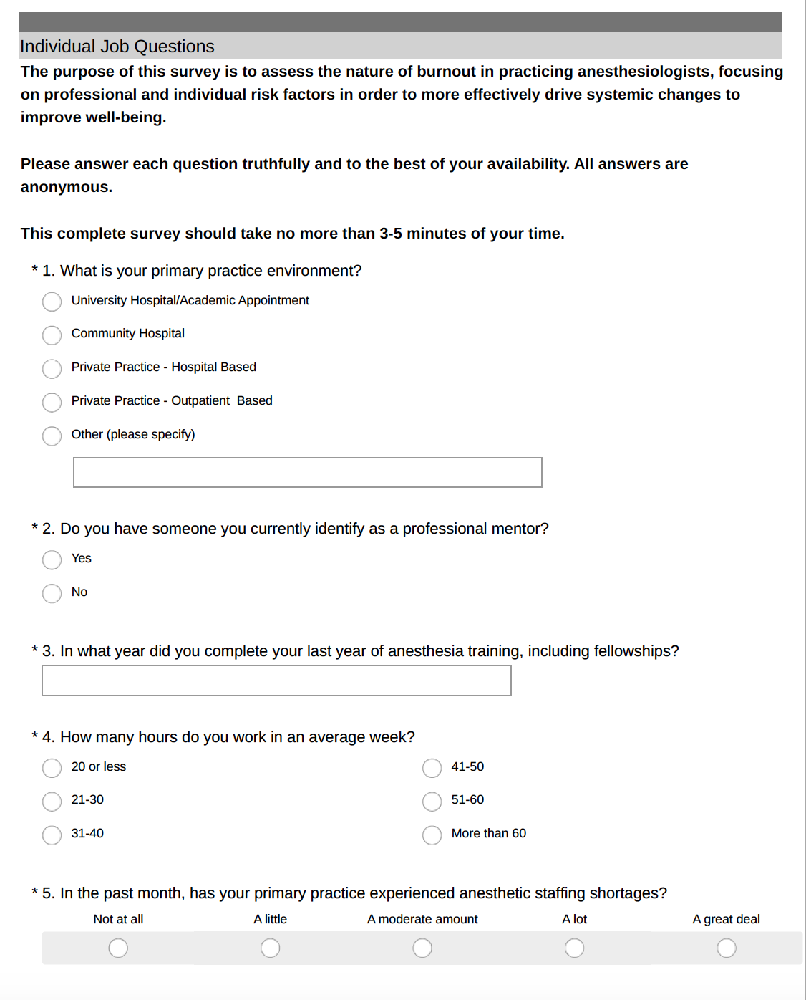 Individual Job Questions
The purpose of this survey is to assess the nature of burnout in practicing anesthesiologists, focusing
on professional and individual risk factors in order to more effectively drive systemic changes to
improve well-being.
Please answer each question truthfully and to the best of your availability. All answers are
anonymous.
This complete survey should take no more than 3-5 minutes of your time.
* 1. What is your primary practice environment?
University Hospital/Academic Appointment
Community Hospital
Private Practice - Hospital Based
Private Practice - Outpatient  Based
Other (please specify)
* 2. Do you have someone you currently identify as a professional mentor?
Yes
No
* 3. In what year did you complete your last year of anesthesia training, including fellowships?
* 4. How many hours do you work in an average week?
20 or less
21-30
31-40
41-50
51-60
More than 60
* 5. In the past month, has your primary practice experienced anesthetic staffing shortages?
Not at all A little A moderate amount A lot A great deal